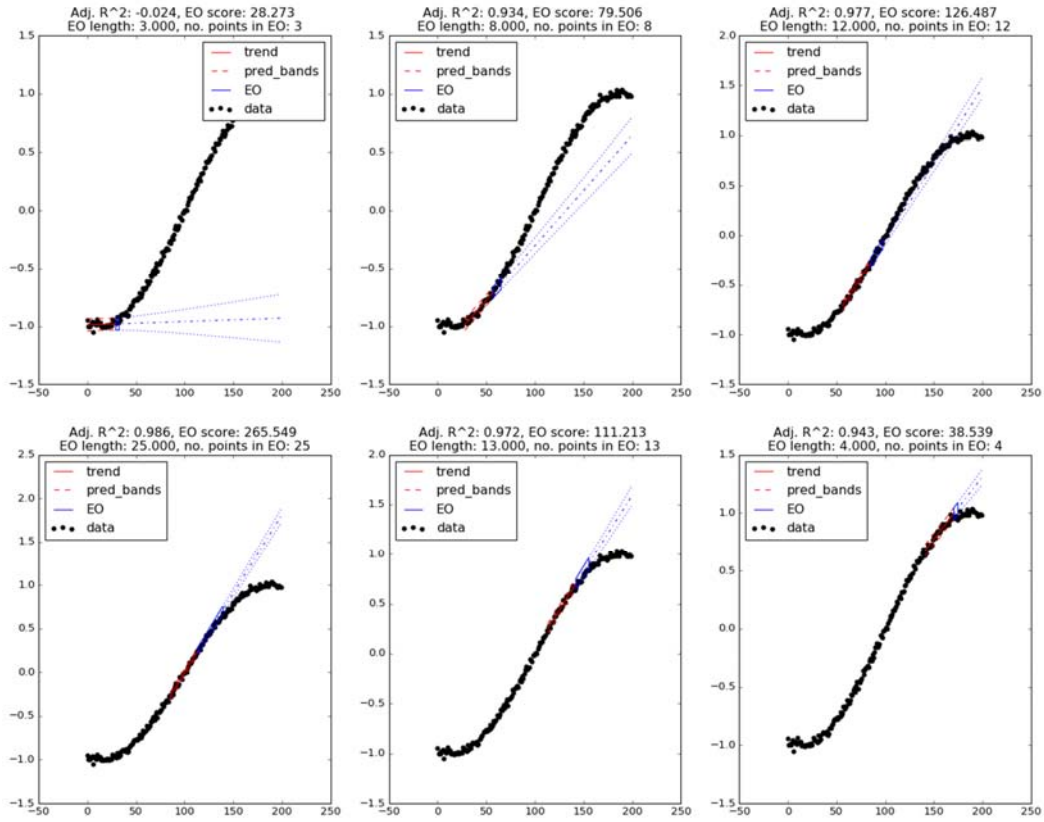 Adj. R^2: -0.024, EO score: 28.273
EO length: 3.000, no. points in EO: 3
1.5
1.0
0.5
0.0
−0.5
−1.0
−1.5
−50 0 50 100 150 200 250
trend
pred_bands
EO
data
Adj. R^2: 0.934, EO score: 79.506
EO length: 8.000, no. points in EO: 8
1.5
1.0
0.5
0.0
−0.5
−1.0
−1.5
−50 0 50 100 150 200 250
trend
pred_bands
EO
data
Adj. R^2: 0.977, EO score: 126.487
EO length: 12.000, no. points in EO: 12
2.0
1.5
1.0
0.5
0.0
−0.5
−1.0
−1.5
−50 0 50 100 150 200 250
trend
pred_bands
EO
data
Adj. R^2: 0.986, EO score: 265.549
EO length: 25.000, no. points in EO: 25
2.5
2.0
1.5
1.0
0.5
0.0
−0.5
−1.0
−1.5
−50 0 50 100 150 200 250
trend
pred_bands
EO
data
Adj. R^2: 0.972, EO score: 111.213
EO length: 13.000, no. points in EO: 13
2.0
1.5
1.0
0.5
0.0
−0.5
−1.0
−1.5
−50 0 50 100 150 200 250
trend
pred_bands
EO
data
Adj. R^2: 0.943, EO score: 38.539
EO length: 4.000, no. points in EO: 4
1.5
1.0
0.5
0.0
−0.5
−1.0
−1.5
−50 0 50 100 150 200 250
trend
pred_bands
EO
data